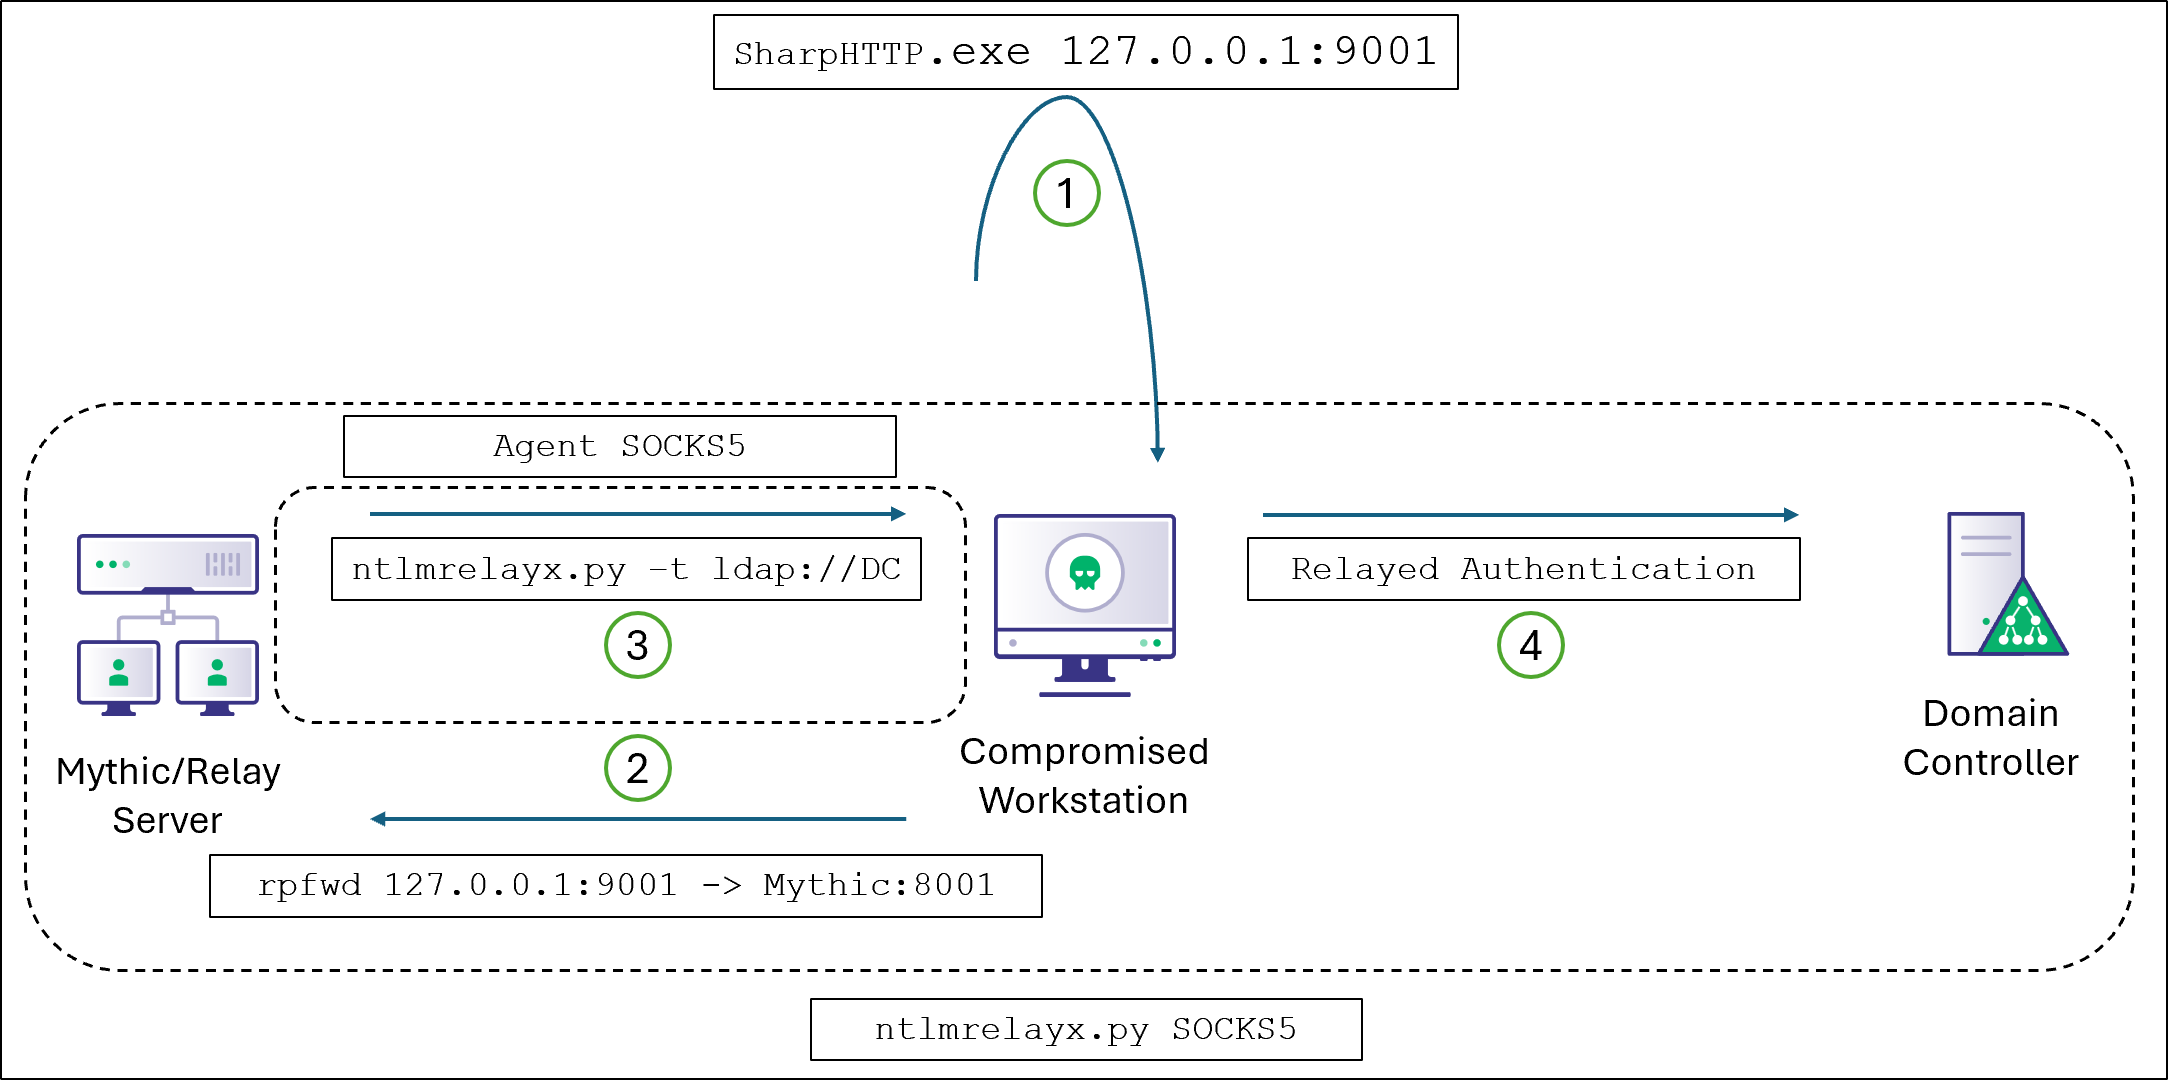 SharpHTTP.exe 127.0.0.1:9001
1
Agent SOCKS5
ntlmrelayx.py –t ldap://DC
3
Relayed Authentication
4
2
Mythic/Relay
Server
Compromised
Workstation
Domain
Controller
rpfwd 127.0.0.1:9001 -> Mythic:8001
ntlmrelayx.py SOCKS5